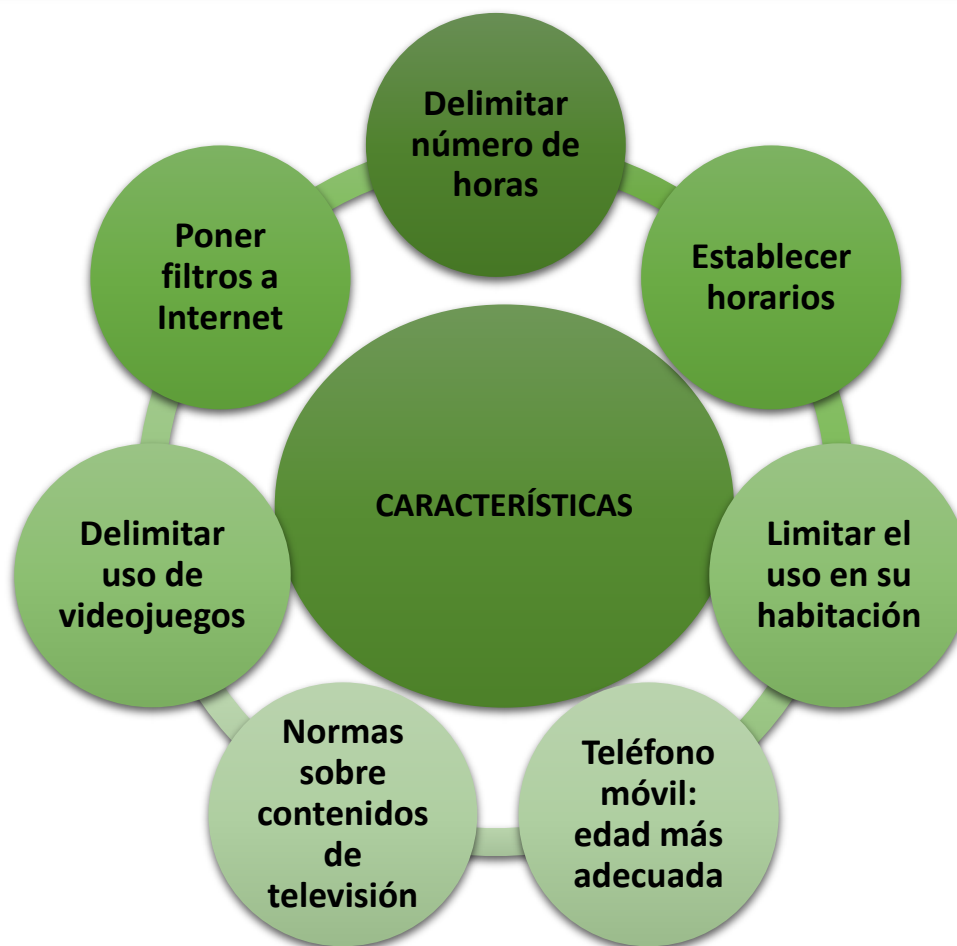 Delimitar
número de
horas
Establecer
horarios
Limitar el
uso en su
habitación
Teléfono
móvil:
edad más
adecuada
Normas
sobre
contenidos
de
televisión
Delimitar
uso de
videojuegos
Poner
filtros a
Internet
CARACTERÍSTICAS